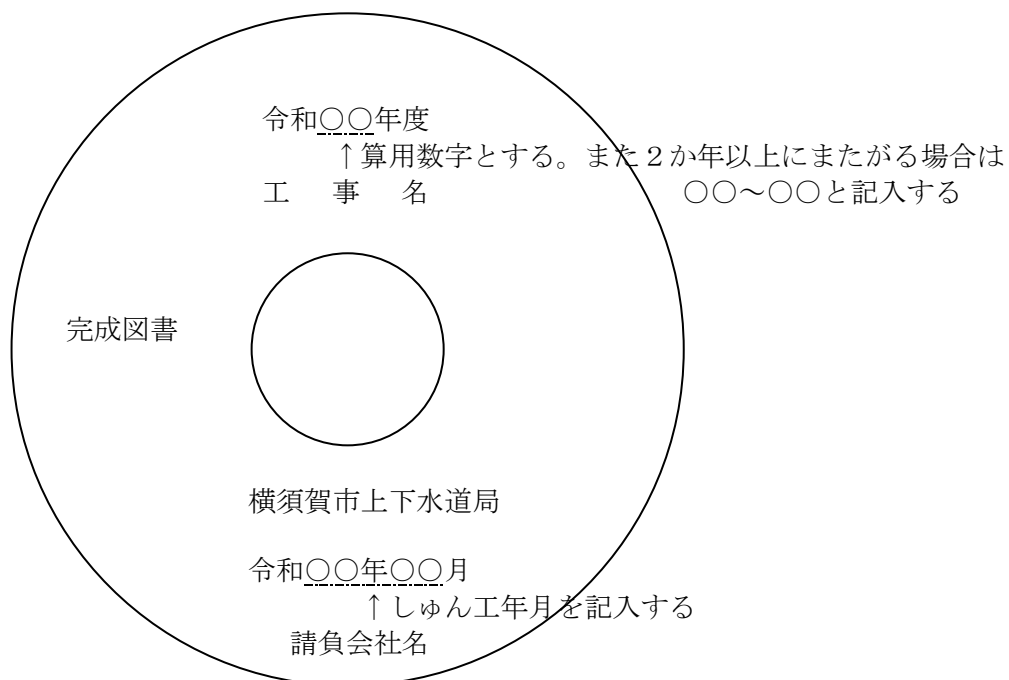 令和○○年度
↑算用数字とする。また２か年以上にまたがる場合は
工　事　名　　　　　　　　　○○～○○と記入する
完成図書
横須賀市上下水道局
令和○○年○○月
↑しゅん工年月を記入する
請負会社名